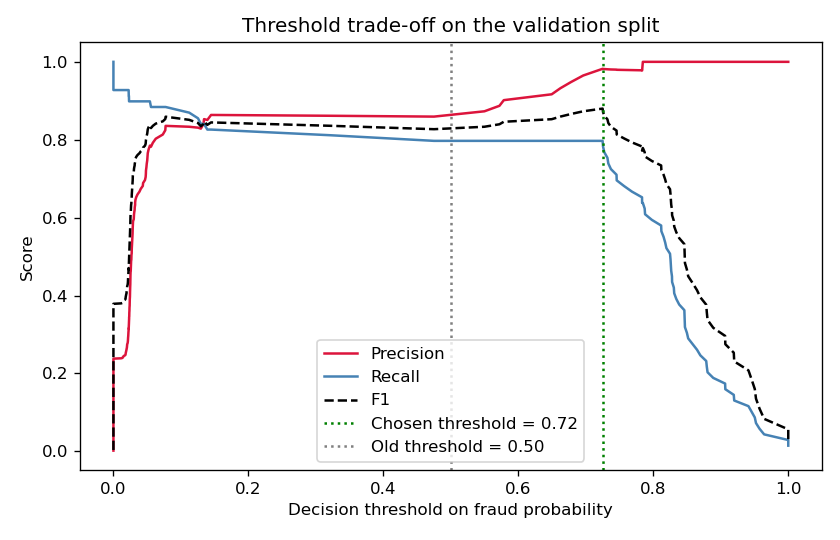 Threshold trade-off on the validation split
1.0
0.8
0.6
0.4
0.2
0.0
Score
Precision
Recall
F1
Chosen threshold = 0.72
Old threshold = 0.50
0.0 0.2 0.4 0.6 0.8 1.0
Decision threshold on fraud probability